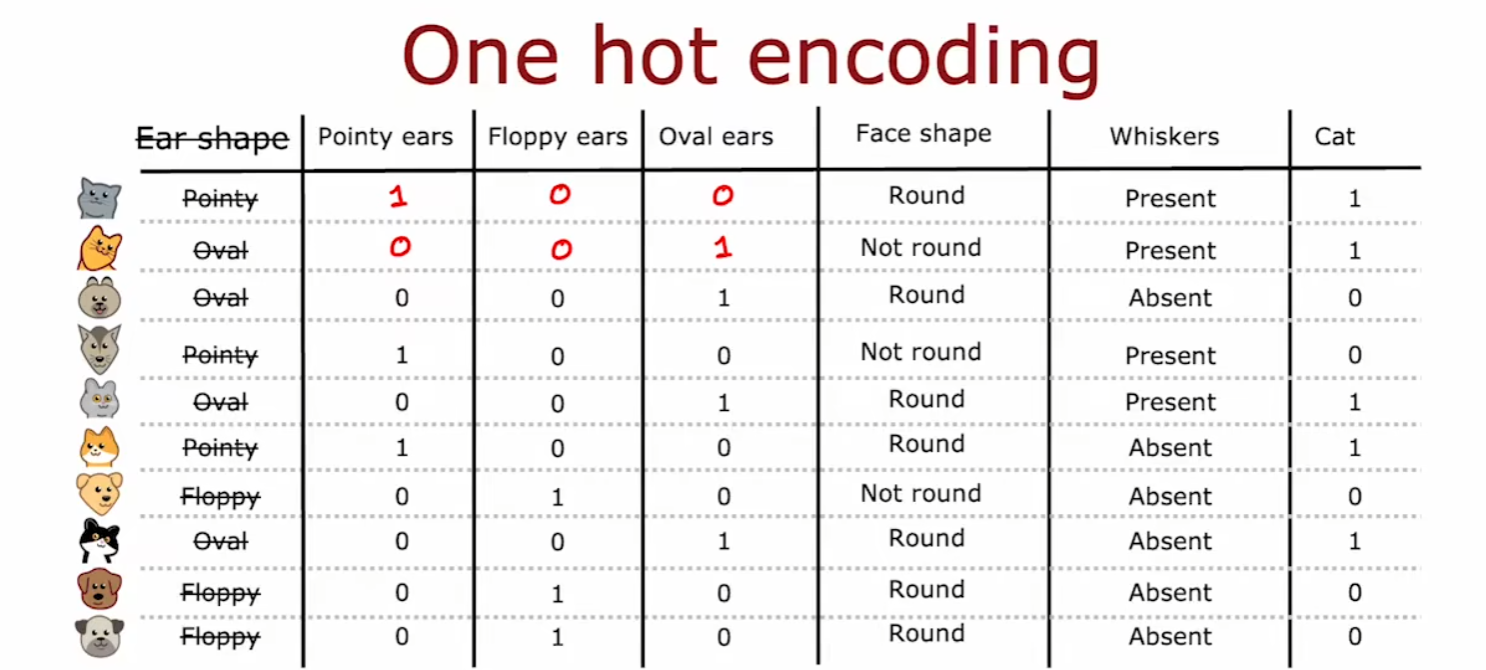 One hot encoding
Ear shape Pointy ears Floppy ears Oval ears Face shape Whiskers Cat
Pointy 1 0 0 Round Present 1
Oval 0 0 1 Not round Present 1
Oval 0 0 1 Round Absent 0
Pointy 1 0 0 Not round Present 0
Oval 0 0 1 Round Present 1
Pointy 1 0 0 Round Absent 1
Floppy 0 1 0 Not round Absent 0
Oval 0 0 1 Round Absent 1
Floppy 0 1 0 Round Absent 0
Floppy 0 1 0 Round Absent 0